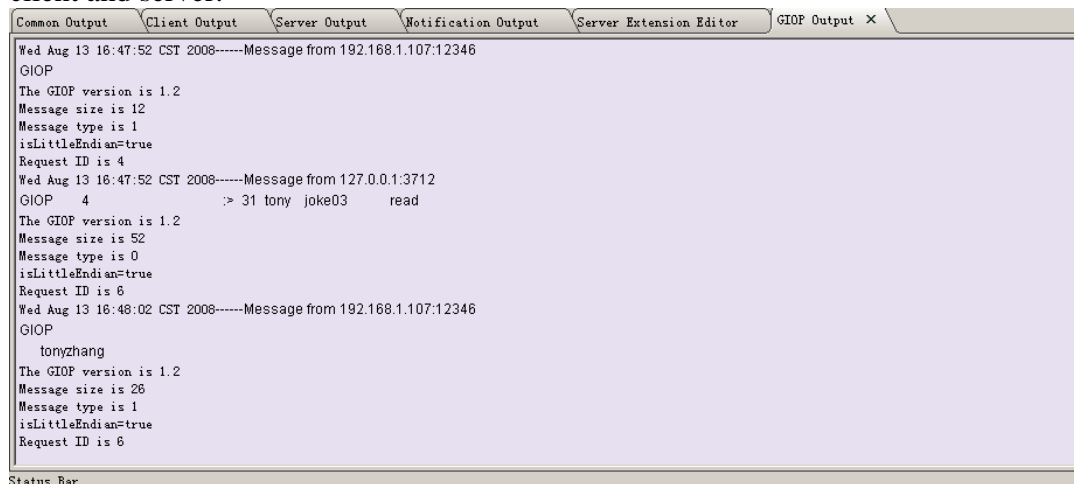 client and server.
Common Output Client Output Server Output Notification Output Server Extension Editor GIOP Output ×
Wed Aug 13 16:47:52 CST 2008------Message from 192.168.1.107:12346
GIOP
The GIOP version is 1.2
Message size is 12
Message type is 1
isLittleEndian=true
Request ID is 4
Wed Aug 13 16:47:52 CST 2008------Message from 127.0.0.1:3712
GIOP 4 :> 31 tony joke03 read
The GIOP version is 1.2
Message size is 52
Message type is 0
isLittleEndian=true
Request ID is 6
Wed Aug 13 16:48:02 CST 2008------Message from 192.168.1.107:12346
GIOP
tonyzhang
The GIOP version is 1.2
Message size is 26
Message type is 1
isLittleEndian=true
Request ID is 6
Status Bar